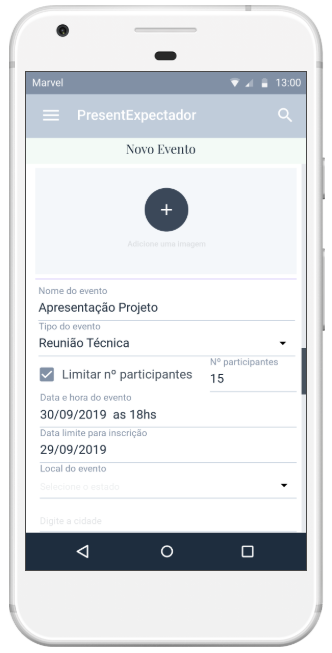 Marvel
13:00
PresentExpectador
Novo Evento
Adicione uma imagem
Nome do evento
Apresentação Projeto
Tipo do evento
Reunião Técnica
Nº participantes
Limitar nº participantes
15
Data e hora do evento
30/09/2019 as 18hs
Data limite para inscrição
29/09/2019
Local do evento
Selecione o estado
Digite a cidade